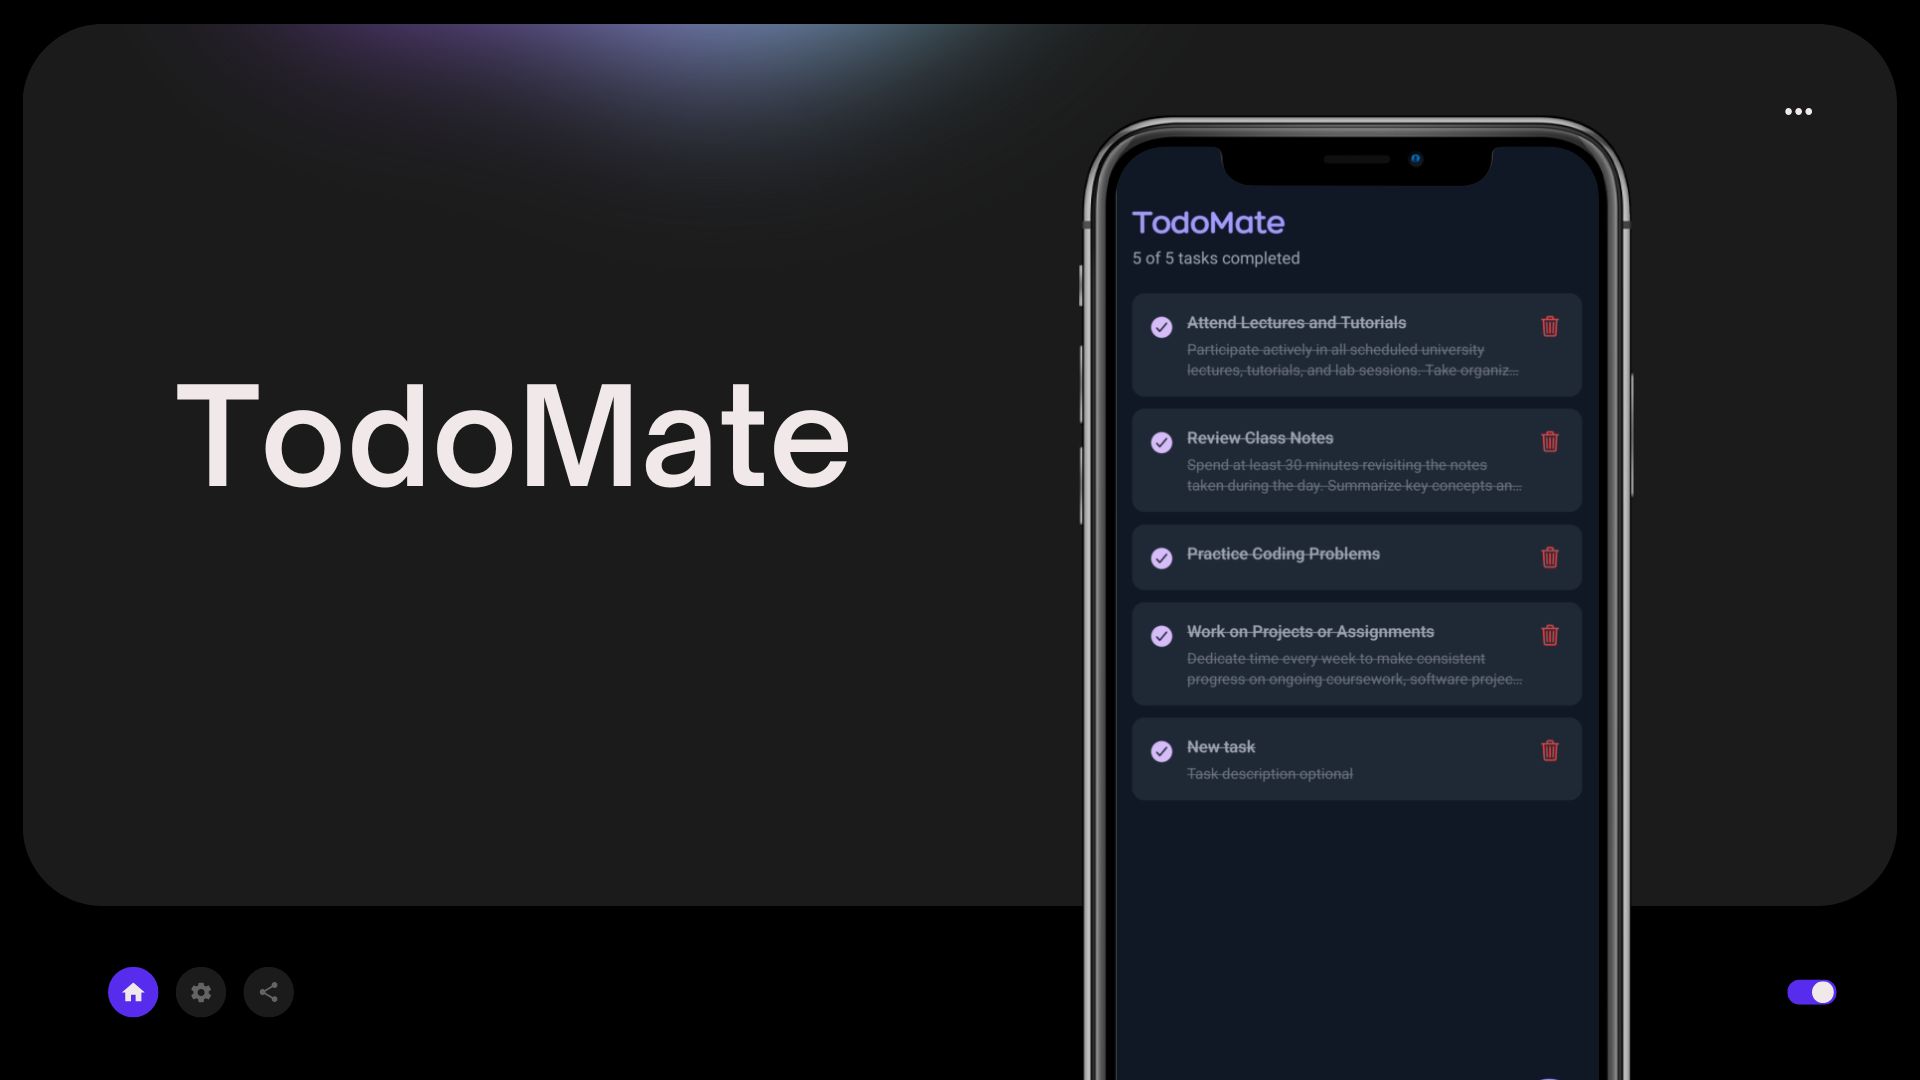 TodoMate
TodoMate
5 of 5 tasks completed
Attend Lectures and Tutorials
Participate actively in all scheduled university
lectures, tutorials, and lab sessions. Take organiz...
Review Class Notes
Spend at least 30 minutes revisiting the notes
taken during the day. Summarize key concepts an...
Practice Coding Problems
Work on Projects or Assignments
Dedicate time every week to make consistent
progress on ongoing coursework, software projec...
New task
Task description optional